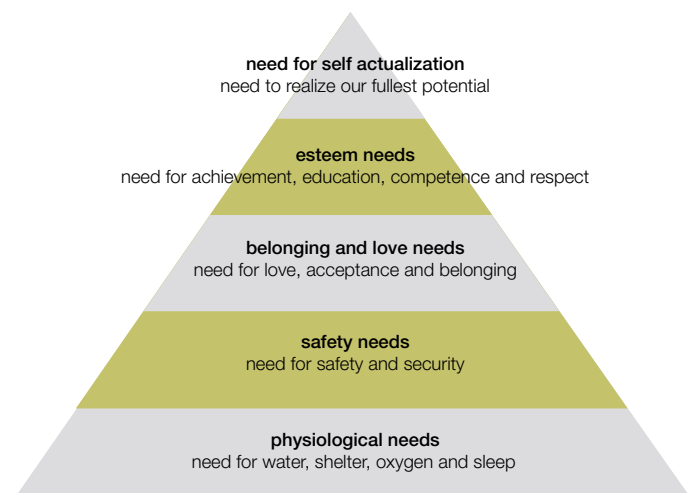 need for self actualization
need to realize our fullest potential
esteem needs
need for achievement, education, competence and respect
belonging and love needs
need for love, acceptance and belonging
safety needs
need for safety and security
physiological needs
need for water, shelter, oxygen and sleep